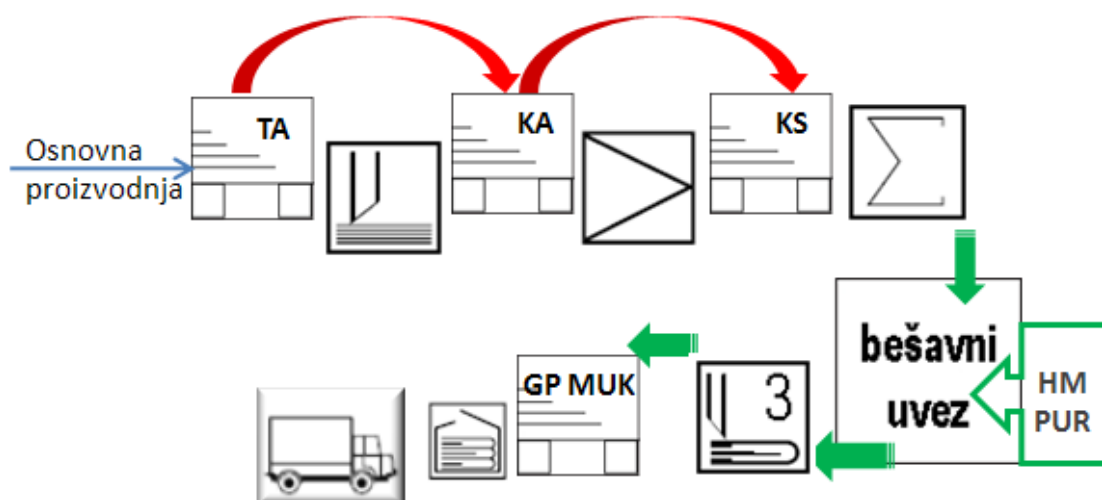 Osnovna
proizvodnja
TA
KA
KS
bešavni
uvez
HM
PUR
3
GP MUK